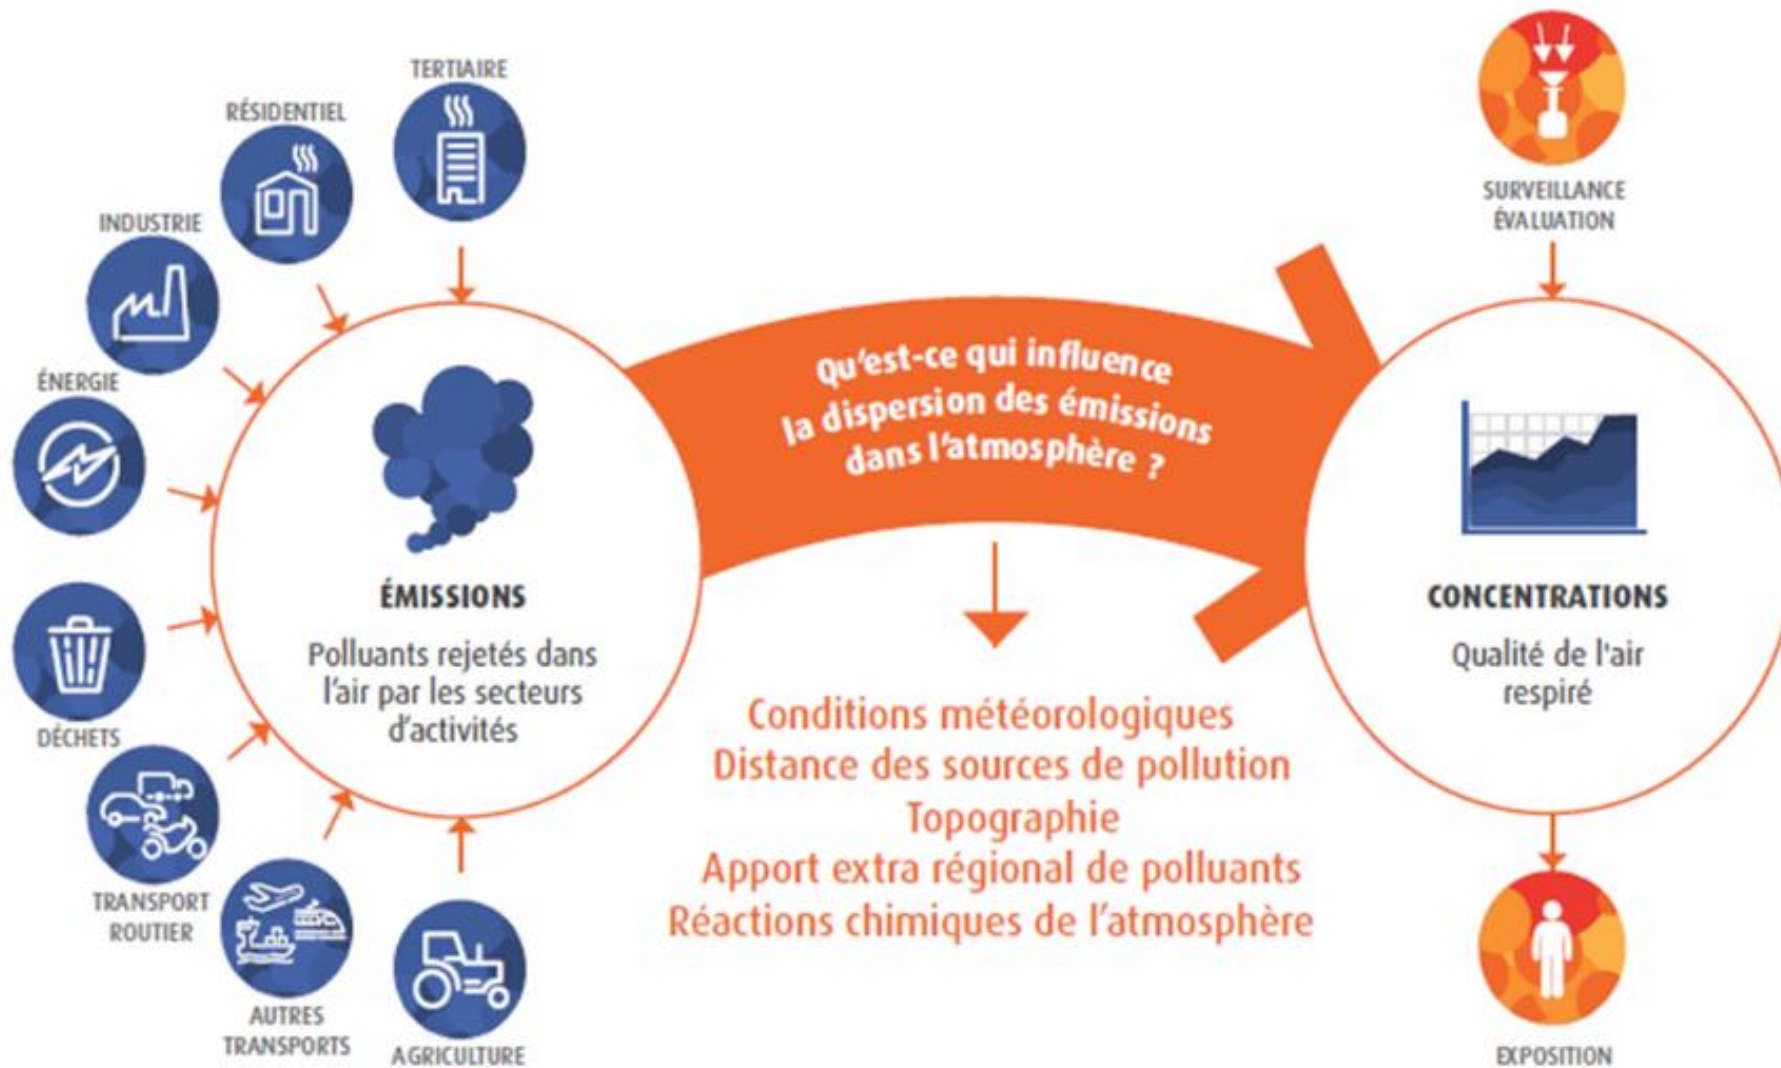 TERTIAIRE
RÉSIDENTIEL
INDUSTRIE
ÉNERGIE
DÉCHETS
TRANSPORT
ROUTIER
AUTRES
TRANSPORTS
AGRICULTURE
ÉMISSIONS
Polluants rejetés dans
l'air par les secteurs
d'activités
Qu'est-ce qui influence
la dispersion des émissions
dans l'atmosphère ?
Conditions météorologiques
Distance des sources de pollution
Topographie
Apport extra régional de polluants
Réactions chimiques de l'atmosphère
SURVEILLANCE
ÉVALUATION
CONCENTRATIONS
Qualité de l'air
respiré
EXPOSITION